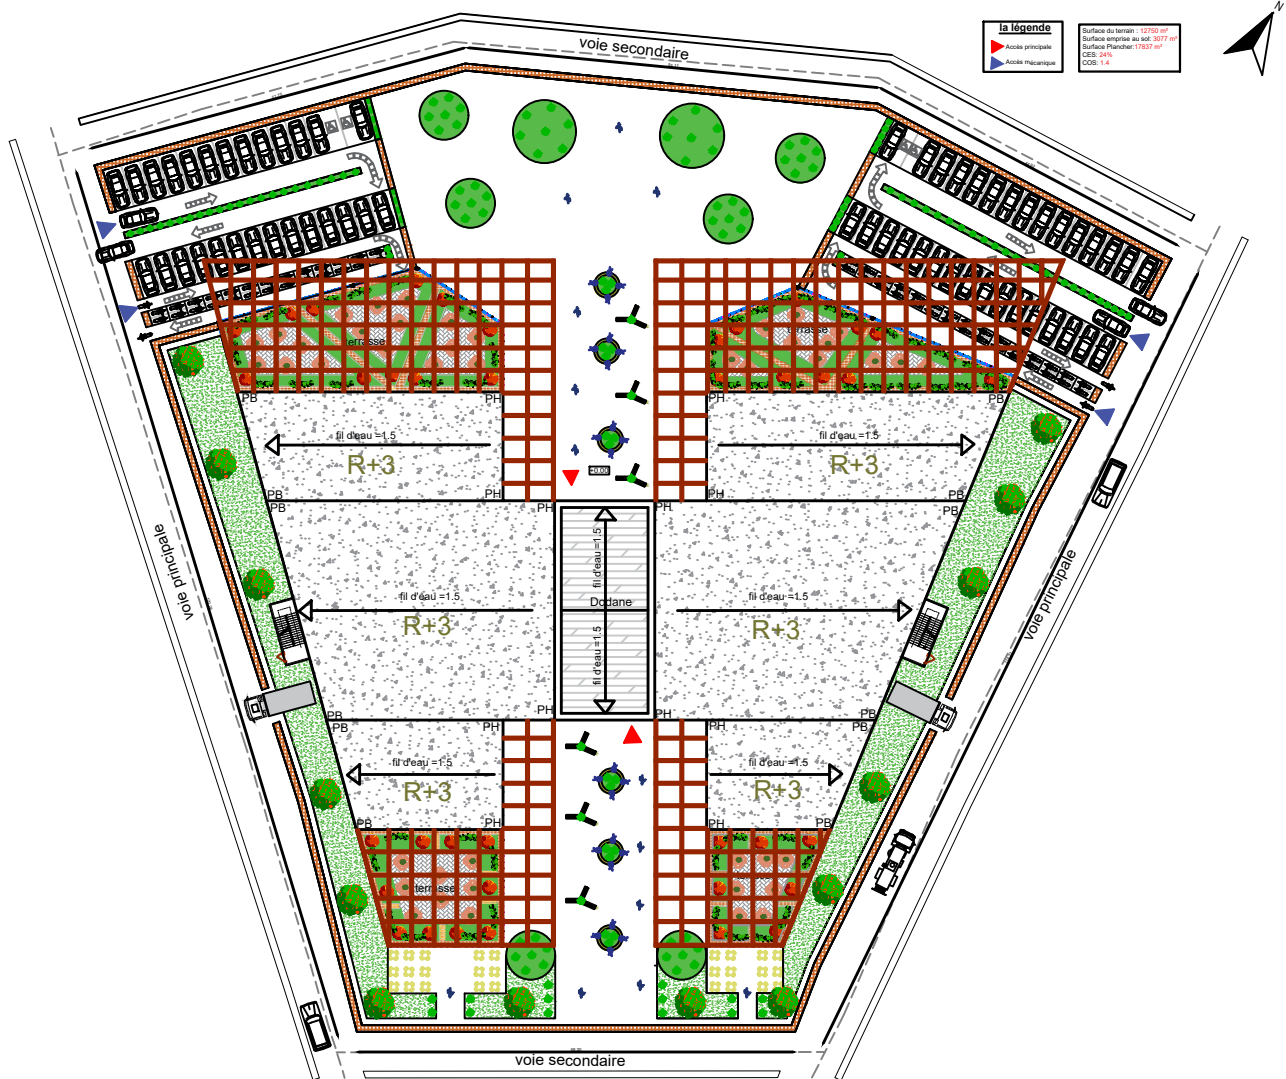 N
la légende
Accès principale
Accès mécanique
Surface du terrain : 12750 m²
Surface emprise au sol: 3077 m²
Surface Plancher:17837 m²
CES: 24%
COS: 1.4
voie secondaire
terrasse
terrasse
PB
PH
PH
PB
fil d'eau =1.5
R+3
fil d'eau =1.5
R+3
PB
PH
PH
PB
PB
PH
PH
PB
voie principale
voie principale
fil d'eau =1.5
fil d'eau =1.5
R+3
Dodane
fil d'eau =1.5
fil d'eau =1.5
R+3
PB
PH
PH
PB
PB
PH
PH
PB
fil d'eau =1.5
R+3
fil d'eau =1.5
R+3
PB
PH
PH
PB
terrasse
voie secondaire